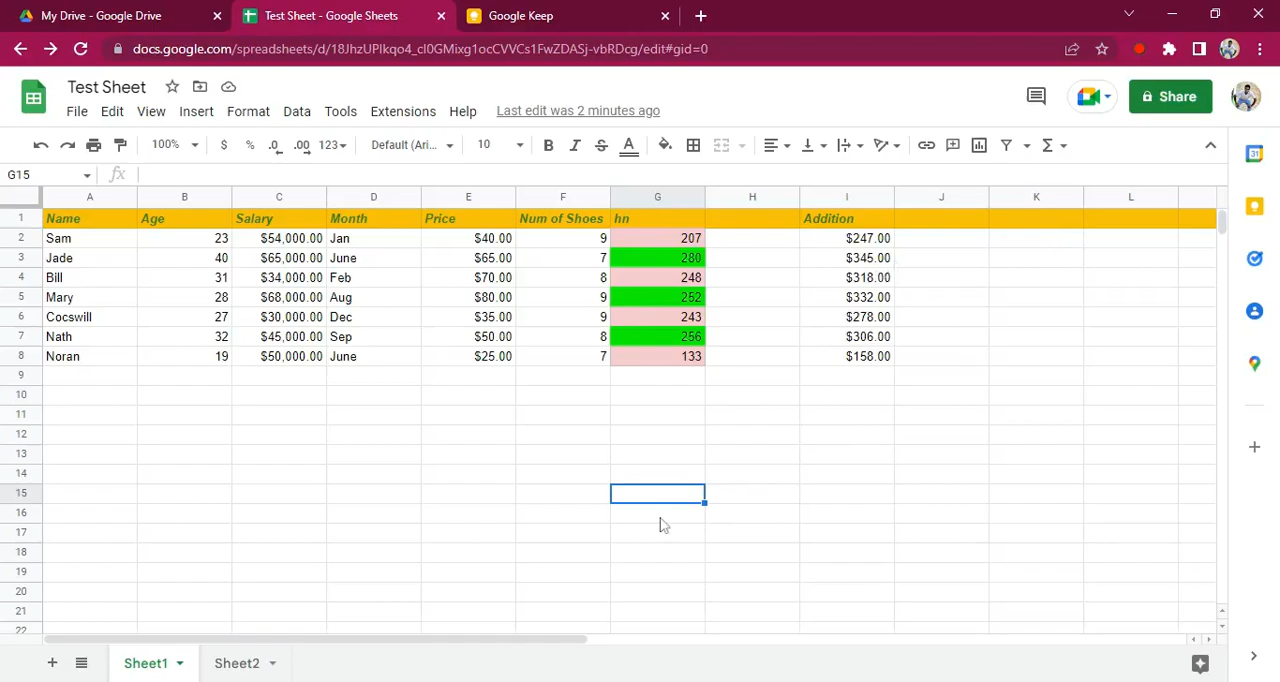 My Drive - Google Drive
Test Sheet - Google Sheets
Google Keep
docs.google.com/spreadsheets/d/18JhzUPlkqo4_cl0GMixg1ocCVVCs1FwZDASj-vbRDcg/edit#gid=0
Test Sheet
File Edit View Insert Format Data Tools Extensions Help Last edit was 2 minutes ago
Share
100% $ % .0 .00 123 Default (Ari... 10 B I S A Σ
G15 fx
A B C D E F G H I J K L
1 Name Age Salary Month Price Num of Shoes hn Addition
2 Sam 23 $54,000.00 Jan $40.00 9 207 $247.00
3 Jade 40 $65,000.00 June $65.00 7 280 $345.00
4 Bill 31 $34,000.00 Feb $70.00 8 248 $318.00
5 Mary 28 $68,000.00 Aug $80.00 9 252 $332.00
6 Cocswill 27 $30,000.00 Dec $35.00 9 243 $278.00
7 Nath 32 $45,000.00 Sep $50.00 8 256 $306.00
8 Noran 19 $50,000.00 June $25.00 7 133 $158.00
9
10
11
12
13
14
15
16
17
18
19
20
21
22
Sheet1 Sheet2
31